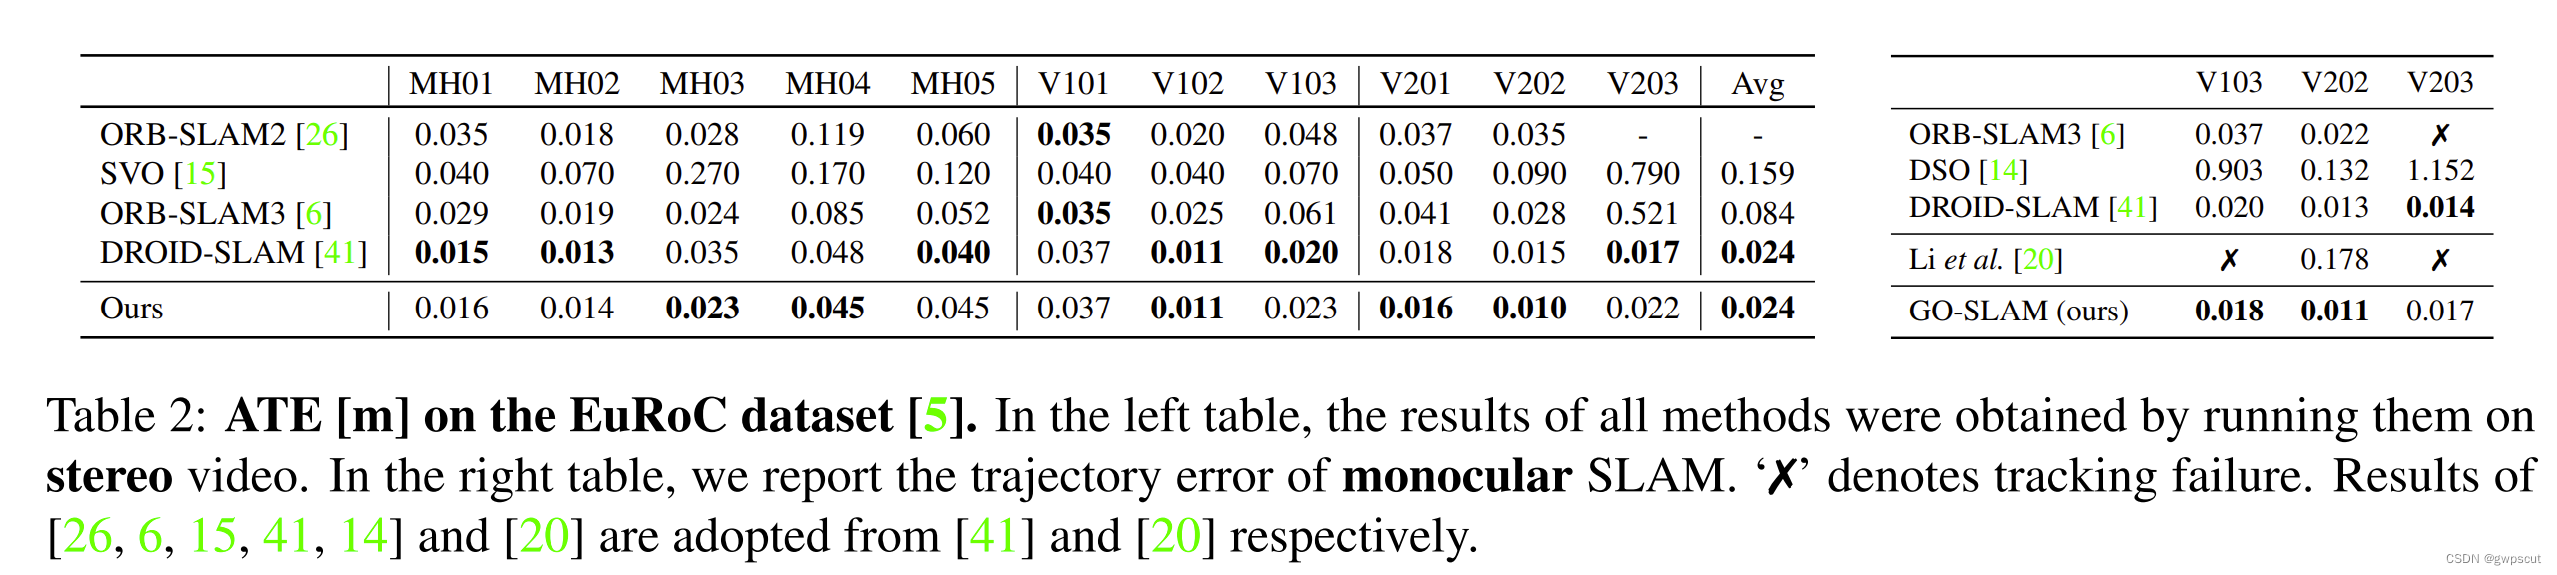 MH01 MH02 MH03 MH04 MH05 V101 V102 V103 V201 V202 V203 Avg
ORB-SLAM2 [26] 0.035 0.018 0.028 0.119 0.060 0.035 0.020 0.048 0.037 0.035 - -
SVO [15] 0.040 0.070 0.270 0.170 0.120 0.040 0.040 0.070 0.050 0.090 0.790 0.159
ORB-SLAM3 [6] 0.029 0.019 0.024 0.085 0.052 0.035 0.025 0.061 0.041 0.028 0.521 0.084
DROID-SLAM [41] 0.015 0.013 0.035 0.048 0.040 0.037 0.011 0.020 0.018 0.015 0.017 0.024
Ours 0.016 0.014 0.023 0.045 0.045 0.037 0.011 0.023 0.016 0.010 0.022 0.024
V103 V202 V203
ORB-SLAM3 [6] 0.037 0.022 ✗
DSO [14] 0.903 0.132 1.152
DROID-SLAM [41] 0.020 0.013 0.014
Li et al. [20] ✗ 0.178 ✗
GO-SLAM (ours) 0.018 0.011 0.017
Table 2: ATE [m] on the EuRoC dataset [5]. In the left table, the results of all methods were obtained by running them on
stereo video. In the right table, we report the trajectory error of monocular SLAM. ‘✗’ denotes tracking failure. Results of
[26, 6, 15, 41, 14] and [20] are adopted from [41] and [20] respectively.
CSDN @gwpscut